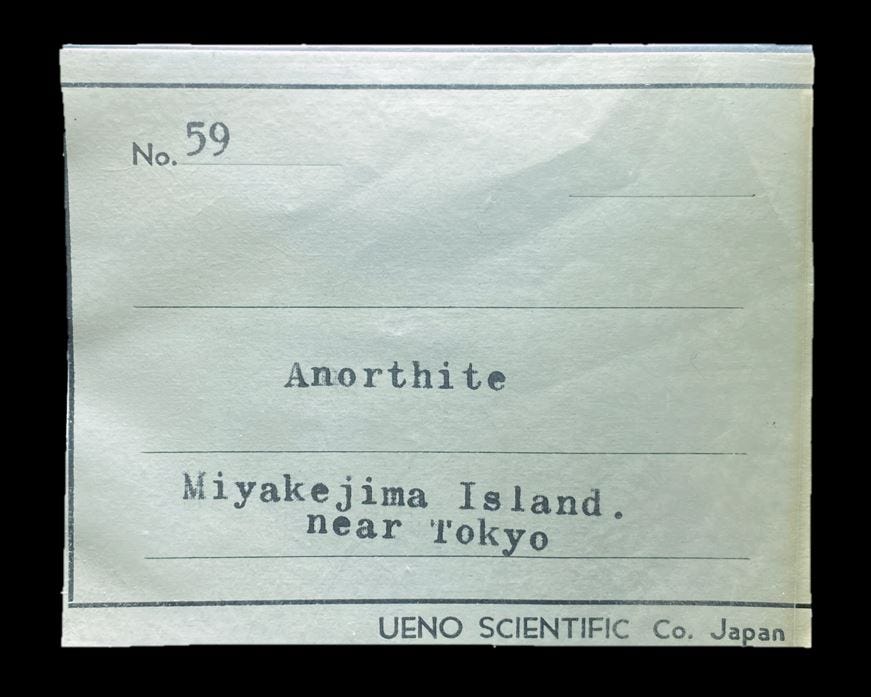 No. 59
Anorthite
Miyakejima Island.
near Tokyo
UENO SCIENTIFIC Co. Japan